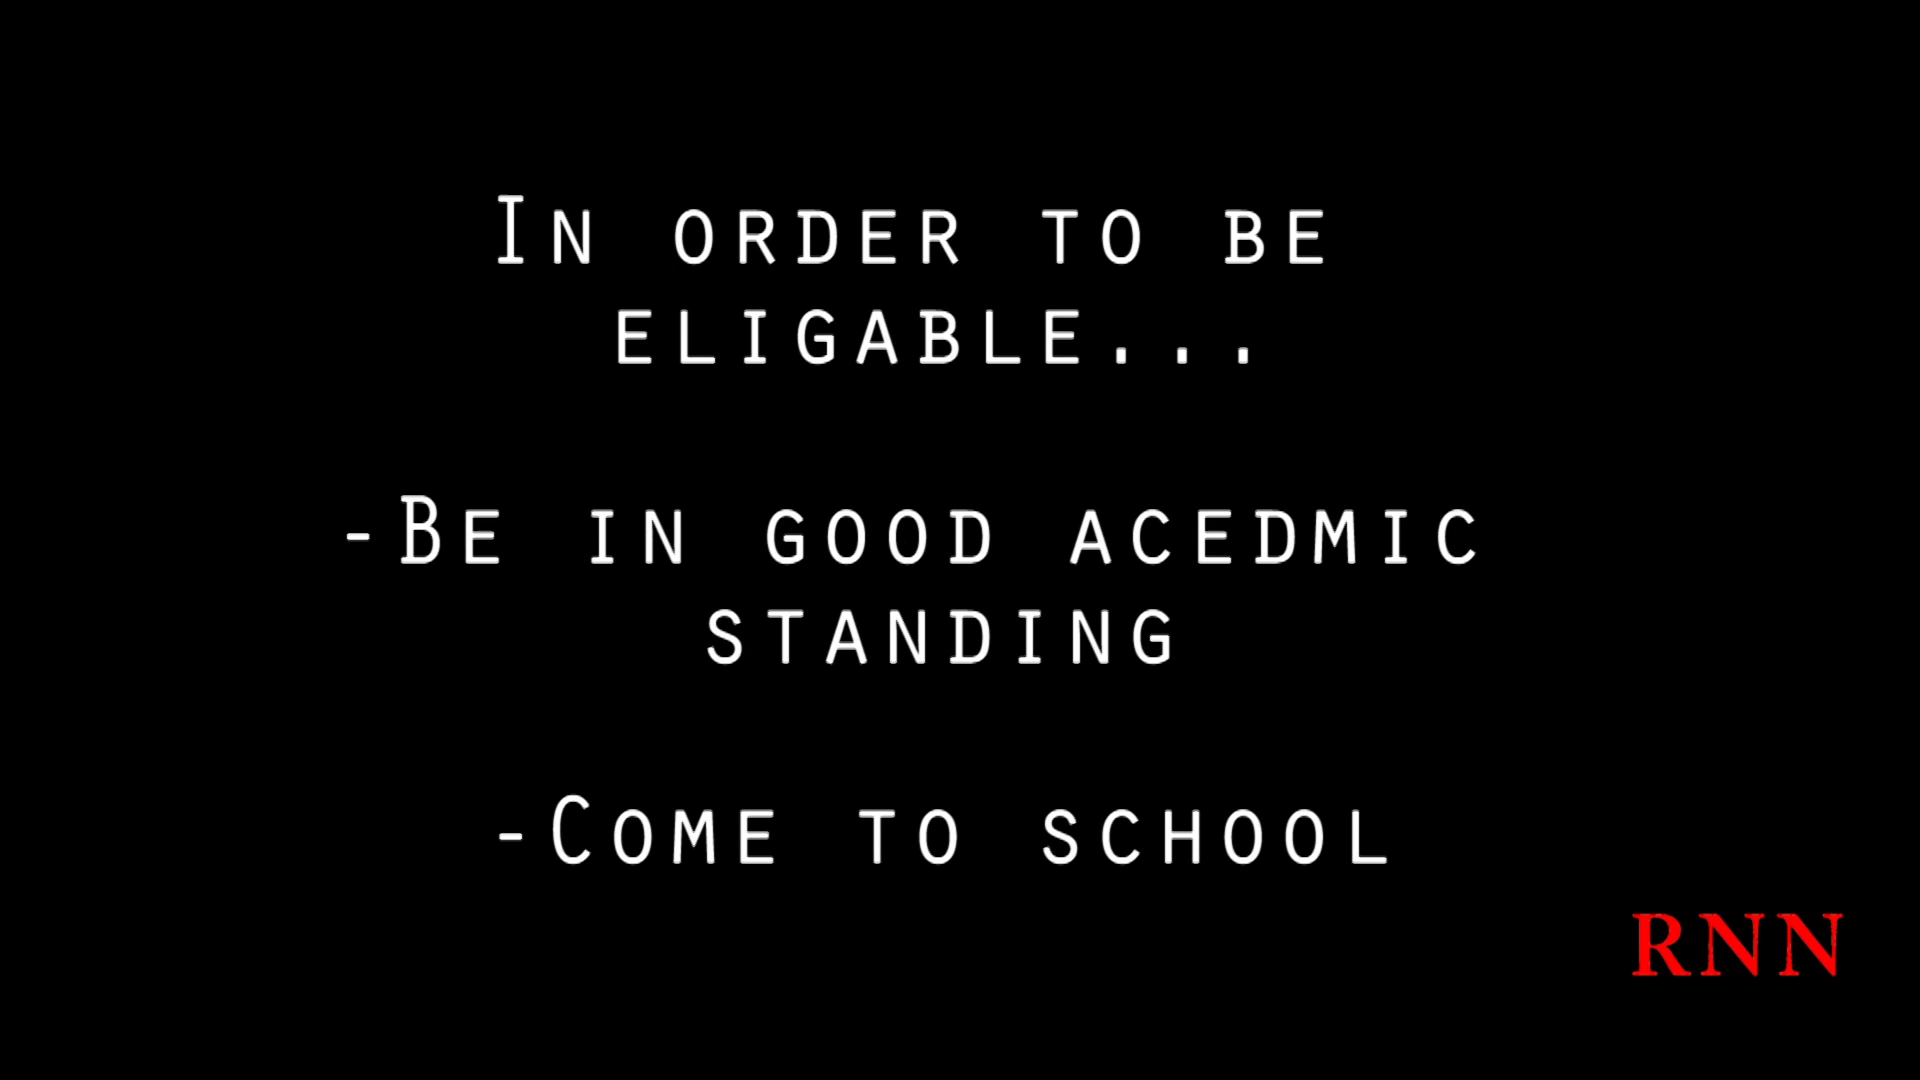 In order to be
eligable...
-Be in good acedmic
standing
-Come to school
RNN